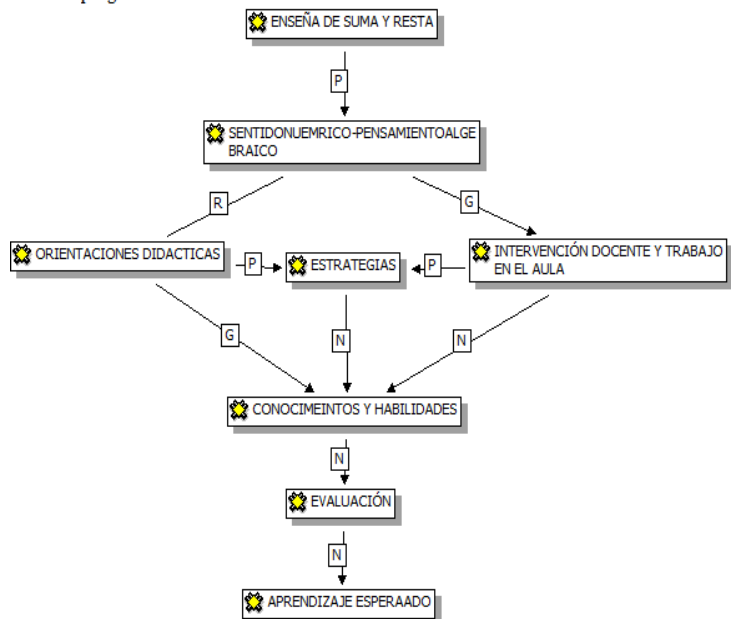 ENSEÑA DE SUMA Y RESTA
P
SENTIDONUEMRICO-PENSAMIENTOALGE
BRAICO
R
G
ORIENTACIONES DIDACTICAS
P
ESTRATEGIAS
P
INTERVENCIÓN DOCENTE Y TRABAJO
EN EL AULA
G
N
N
CONOCIMEINTOS Y HABILIDADES
N
EVALUACIÓN
N
APRENDIZAJE ESPERAADO